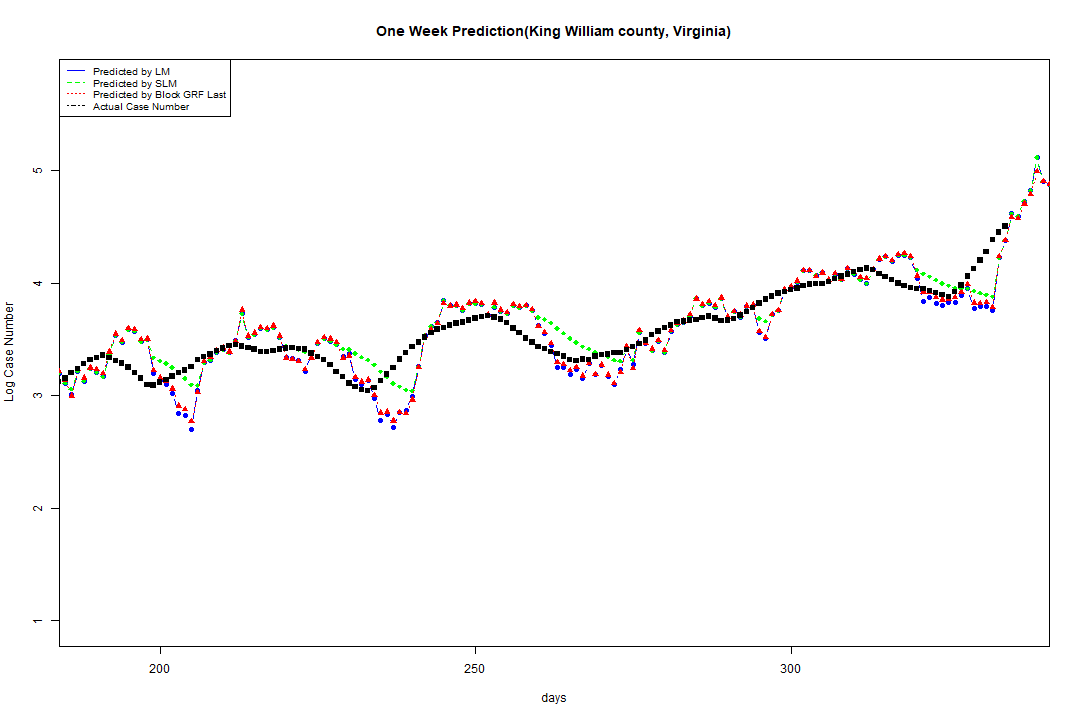 One Week Prediction(King William county, Virginia)
Predicted by LM
Predicted by SLM
Predicted by Block GRF Last
Actual Case Number
5
4
3
2
1
Log Case Number
200 250 300
days